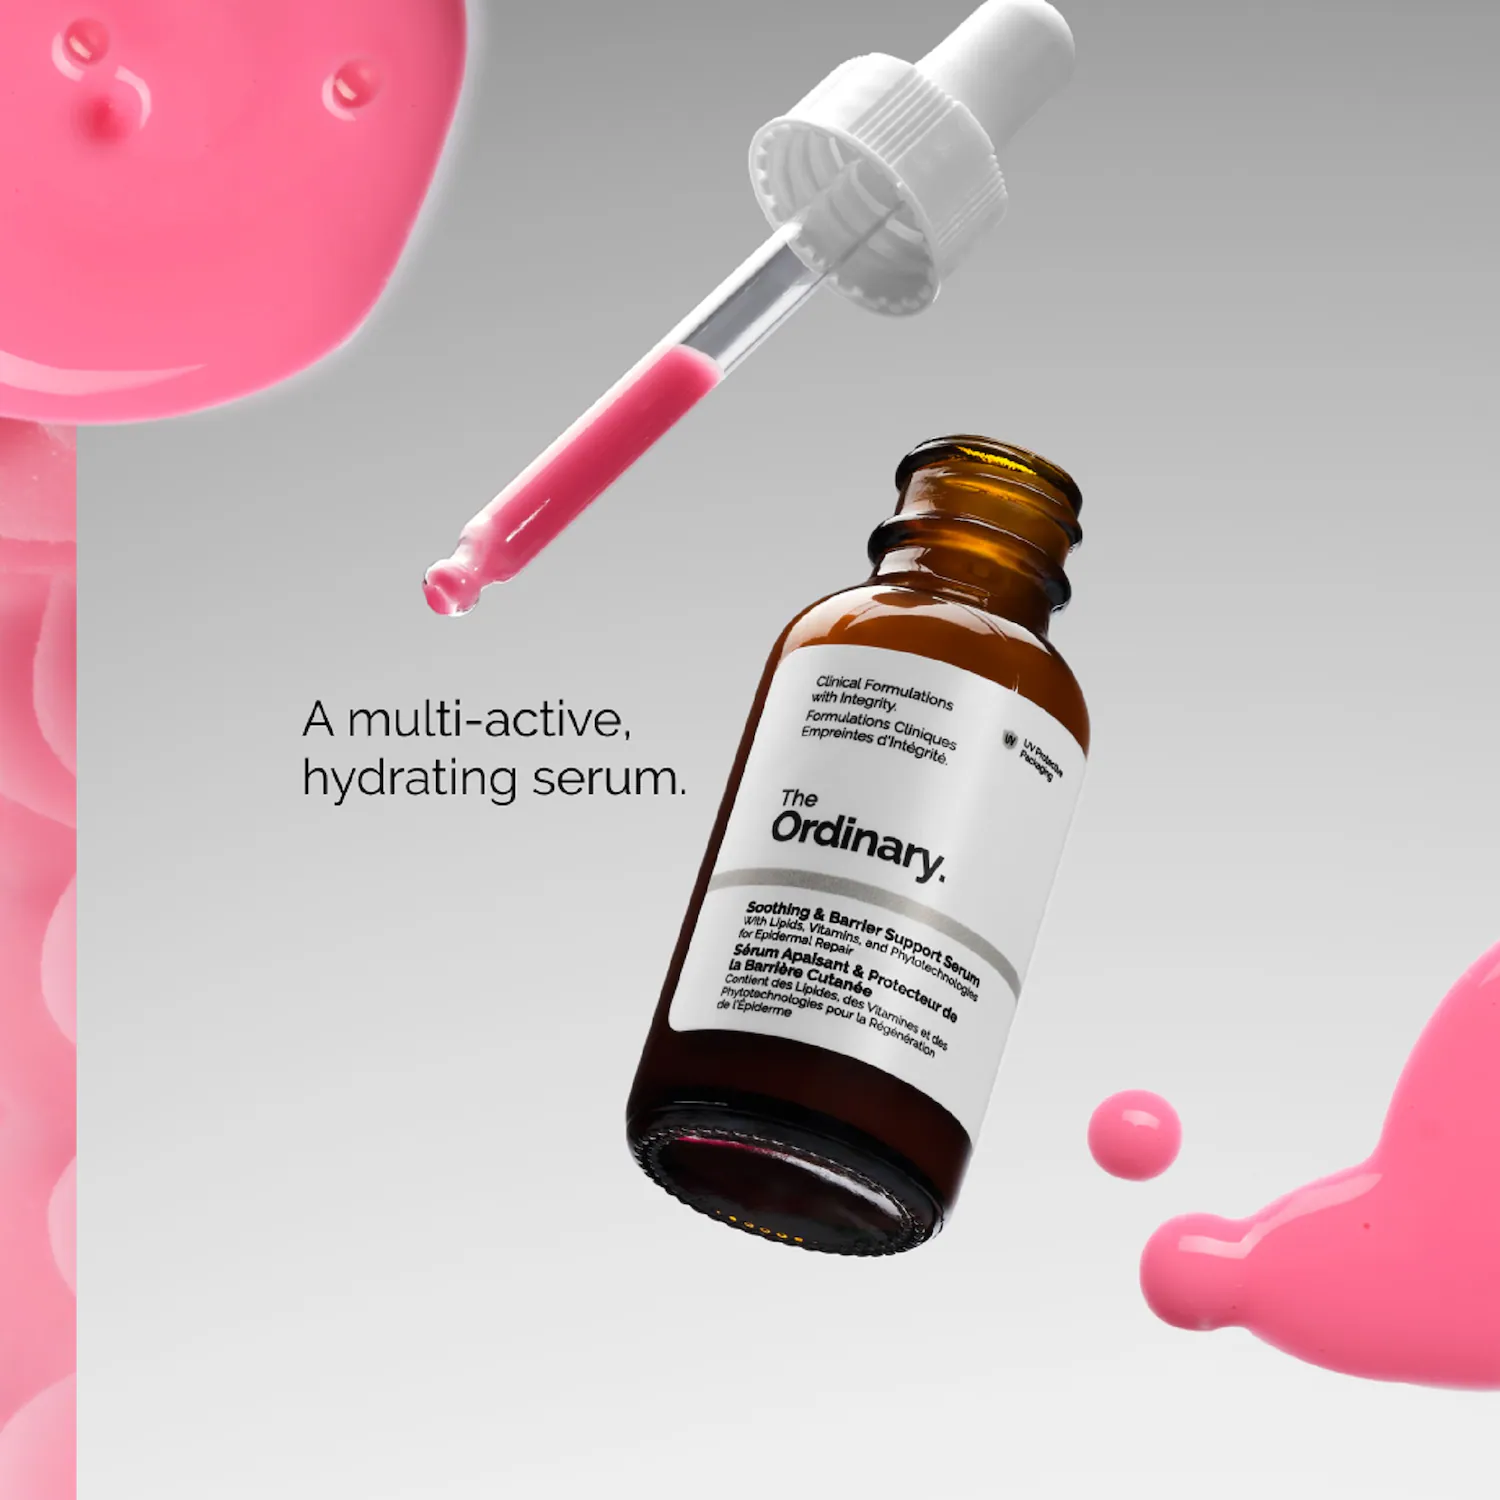 A multi-active,
hydrating serum.
Clinical Formulations
with Integrity.
Formulations Cliniques
Empreintes d'Intégrité.
UV Protective
Packaging
The
Ordinary.
Soothing & Barrier Support Serum
With Lipids, Vitamins, and Phytotechnologies
for Epidermal Repair
Sérum Apaisant & Protecteur de
la Barrière Cutanée
Contient des Lipides, des Vitamines et des
Phytotechnologies pour la Régénération
de l'Épiderme